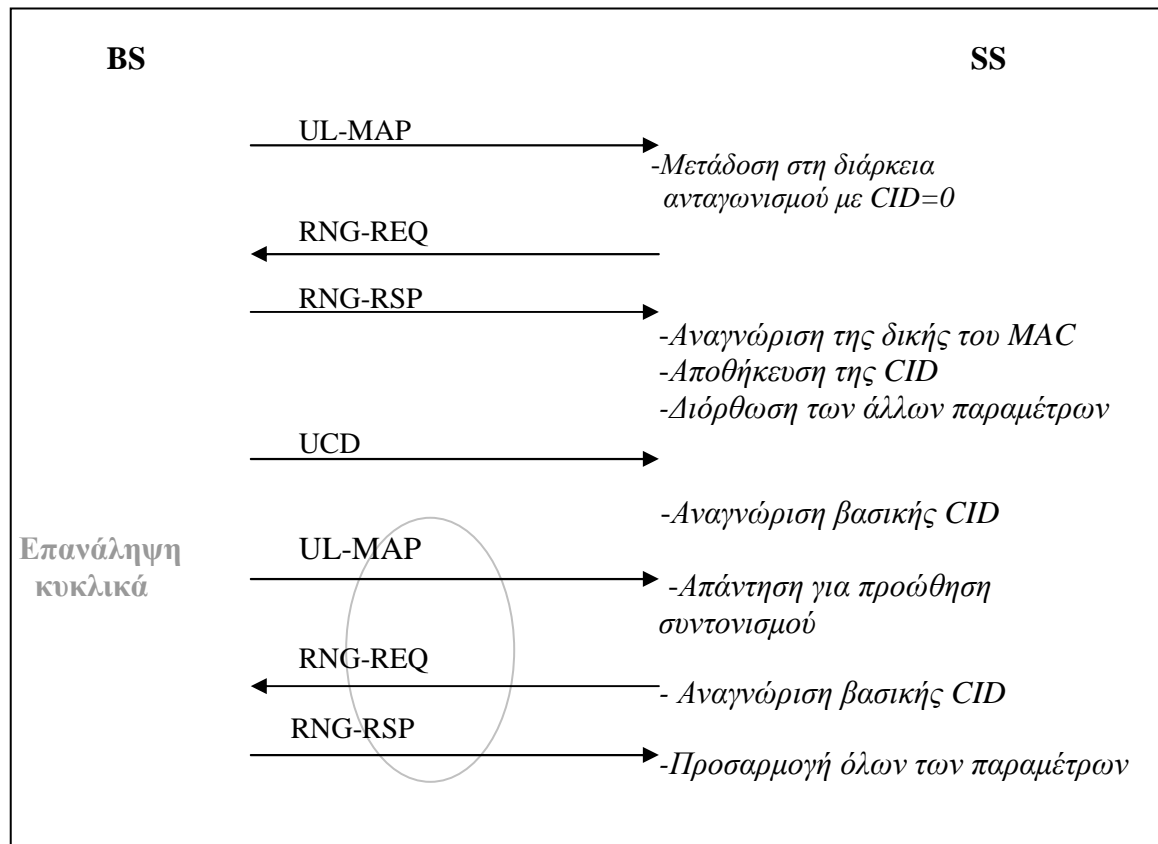 BS
SS
UL-MAP
-Μετάδοση στη διάρκεια
ανταγωνισμού με CID=0
RNG-REQ
RNG-RSP
-Αναγνώριση της δικής του MAC
-Αποθήκευση της CID
-Διόρθωση των άλλων παραμέτρων
UCD
-Αναγνώριση βασικής CID
Επανάληψη
κυκλικά
UL-MAP
-Απάντηση για προώθηση
συντονισμού
RNG-REQ
- Αναγνώριση βασικής CID
RNG-RSP
-Προσαρμογή όλων των παραμέτρων